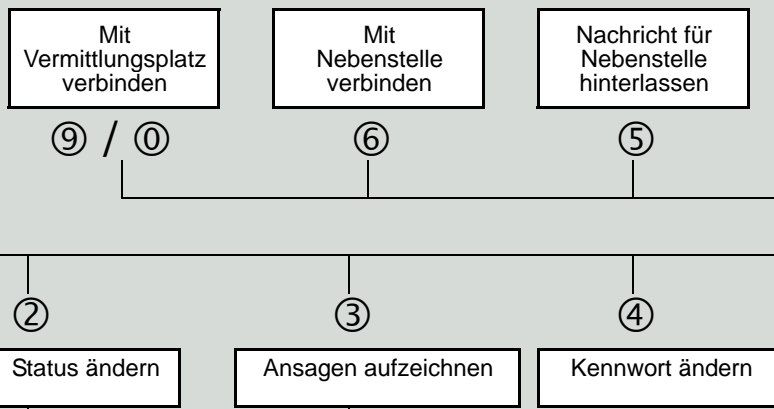 Mit
Vermittlungsplatz
verbinden
Mit
Nebenstelle
verbinden
Nachricht für
Nebenstelle
hinterlassen
⑨ / ⓪
⑥
⑤
②
③
④
Status ändern
Ansagen aufzeichnen
Kennwort ändern